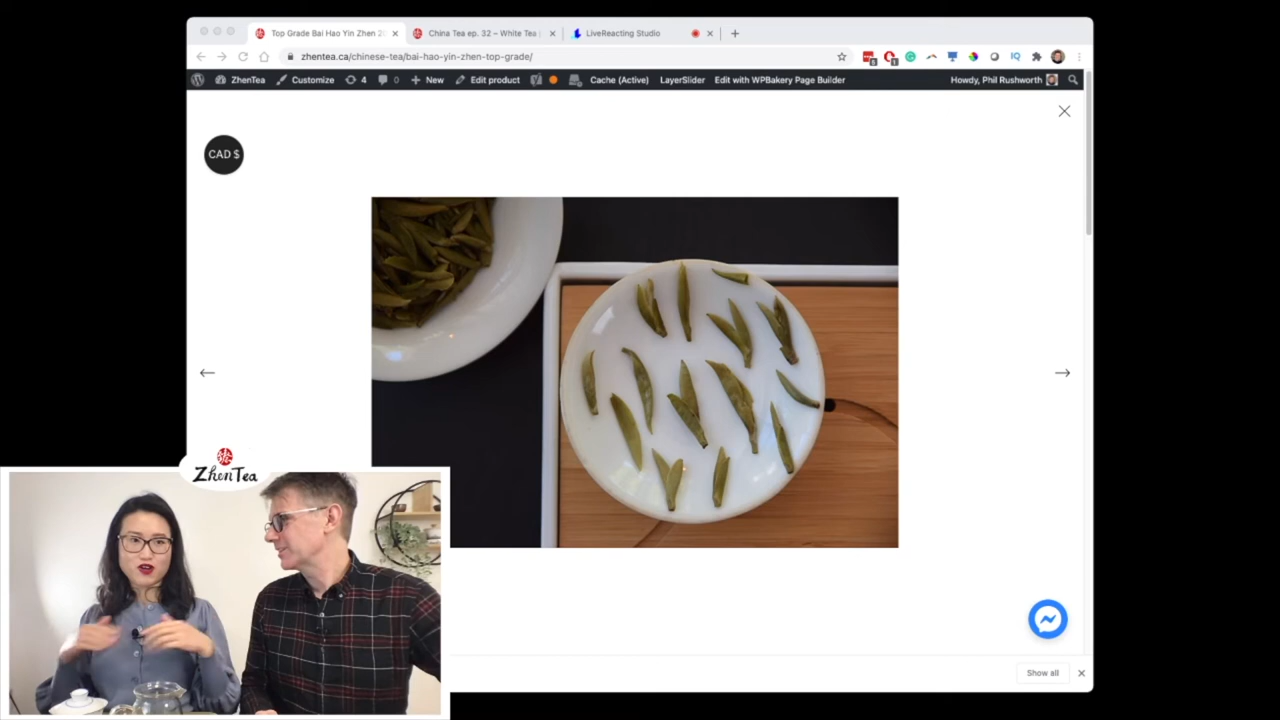 Top Grade Bai Hao Yin Zhen 20
China Tea ep. 32 – White Tea |
LiveReacting Studio
zhentea.ca/chinese-tea/bai-hao-yin-zhen-top-grade/
ZhenTea
Customize
4
0
New
Edit product
Cache (Active)
LayerSlider
Edit with WPBakery Page Builder
Howdy, Phil Rushworth
CAD $
ZhenTea
Show all